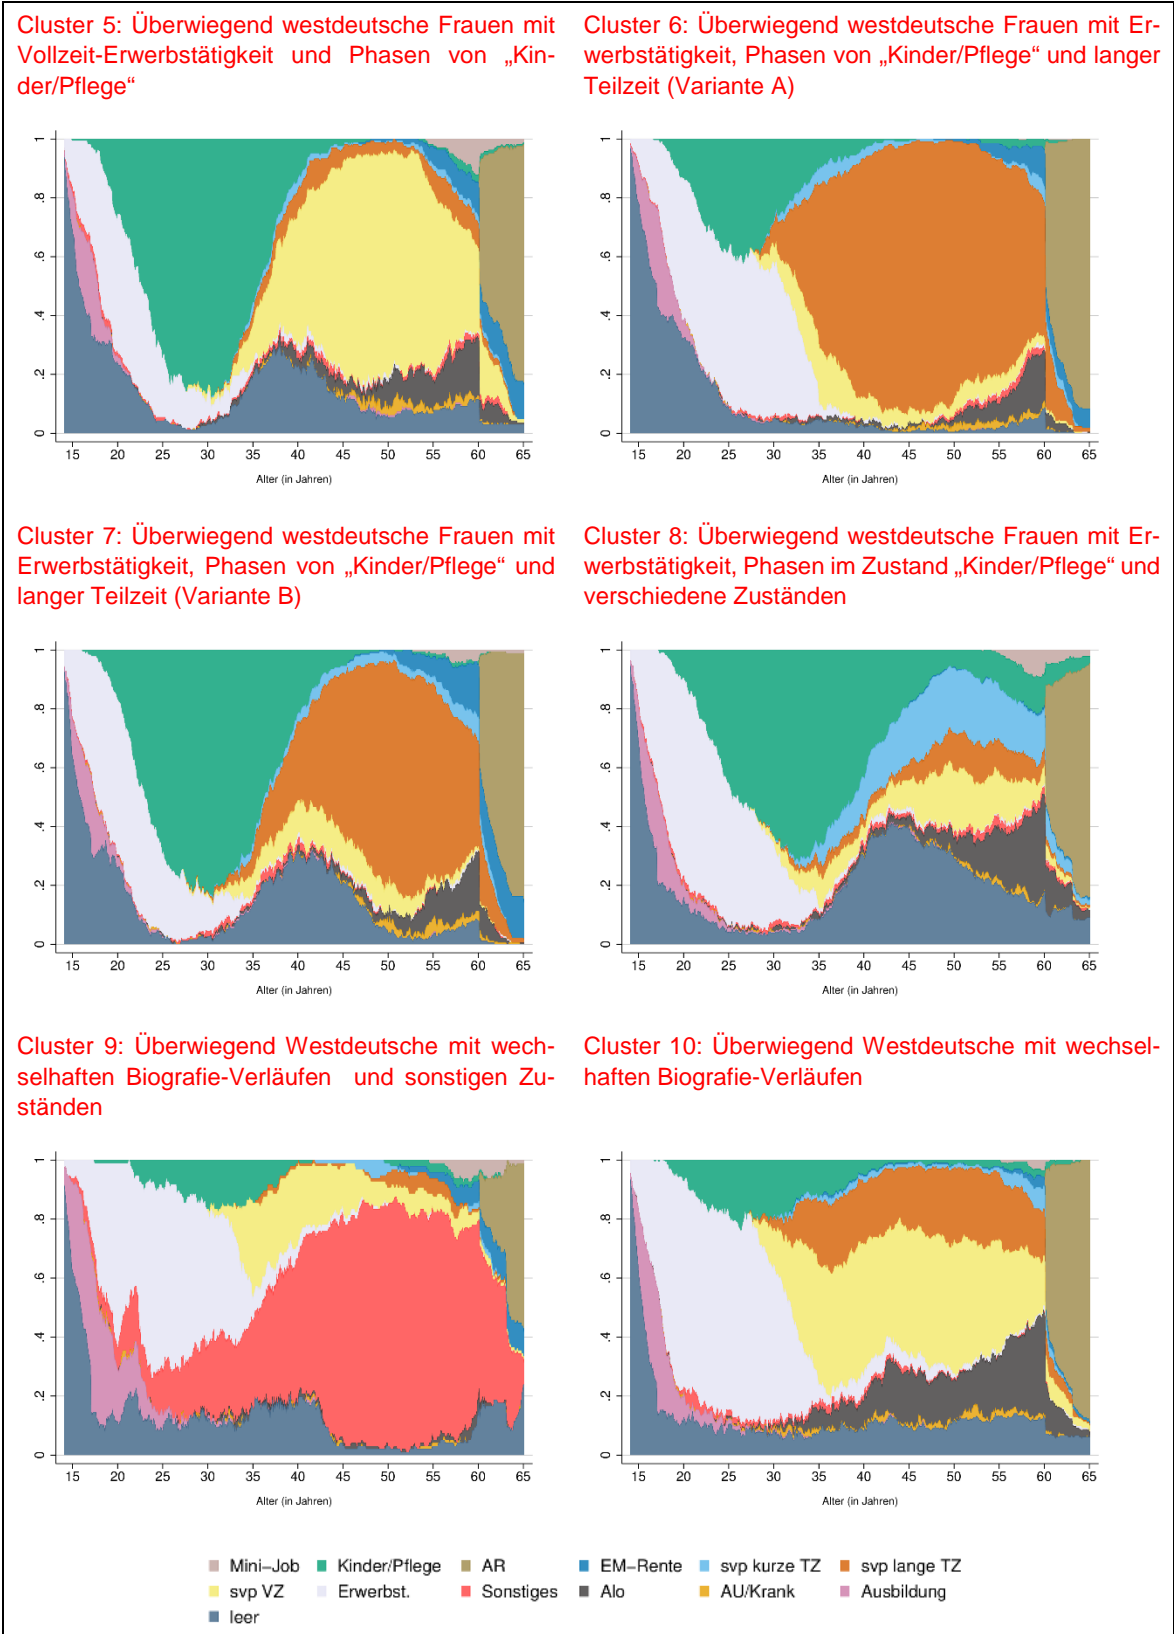 Cluster 5: Überwiegend westdeutsche Frauen mit
Vollzeit-Erwerbstätigkeit und Phasen von „Kin-
der/Pflege“
1
.8
.6
.4
.2
0
15 20 25 30 35 40 45 50 55 60 65
Alter (in Jahren)
Cluster 6: Überwiegend westdeutsche Frauen mit Er-
werbstätigkeit, Phasen von „Kinder/Pflege“ und langer
Teilzeit (Variante A)
1
.8
.6
.4
.2
0
15 20 25 30 35 40 45 50 55 60 65
Alter (in Jahren)
Cluster 7: Überwiegend westdeutsche Frauen mit
Erwerbstätigkeit, Phasen von „Kinder/Pflege“ und
langer Teilzeit (Variante B)
1
.8
.6
.4
.2
0
15 20 25 30 35 40 45 50 55 60 65
Alter (in Jahren)
Cluster 8: Überwiegend westdeutsche Frauen mit Er-
werbstätigkeit, Phasen im Zustand „Kinder/Pflege“ und
verschiedene Zuständen
1
.8
.6
.4
.2
0
15 20 25 30 35 40 45 50 55 60 65
Alter (in Jahren)
Cluster 9: Überwiegend Westdeutsche mit wech-
selhaften Biografie-Verläufen und sonstigen Zu-
ständen
1
.8
.6
.4
.2
0
15 20 25 30 35 40 45 50 55 60 65
Alter (in Jahren)
Cluster 10: Überwiegend Westdeutsche mit wechsel-
haften Biografie-Verläufen
1
.8
.6
.4
.2
0
15 20 25 30 35 40 45 50 55 60 65
Alter (in Jahren)
Mini-Job Kinder/Pflege AR EM-Rente svp kurze TZ svp lange TZ
svp VZ Erwerbst. Sonstiges Alo AU/Krank Ausbildung
leer